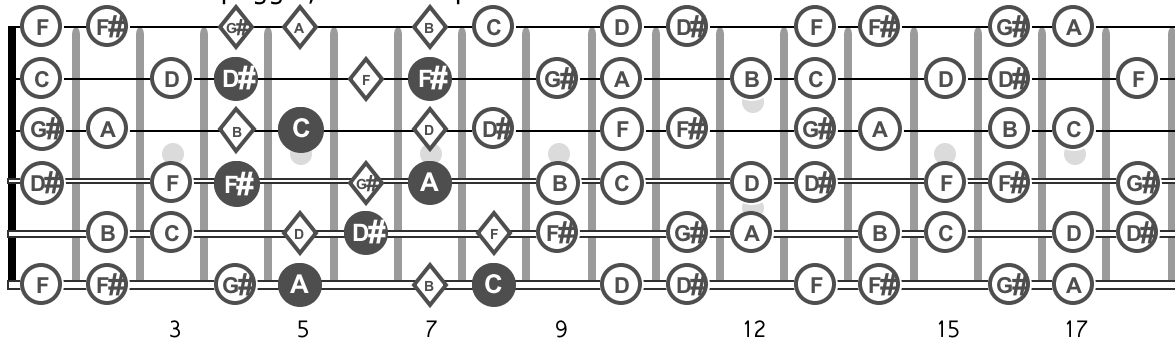 F F# G# A B C D D# F F# G# A
C D D# F F# G# A B C D D# F
G# A B C D D# F F# G# A B C
D# F F# G# A B C D D# F F# G#
B C D D# F F# G# A B C D D#
F F# G# A B C D D# F F# G# A
3 5 7 9 12 15 17